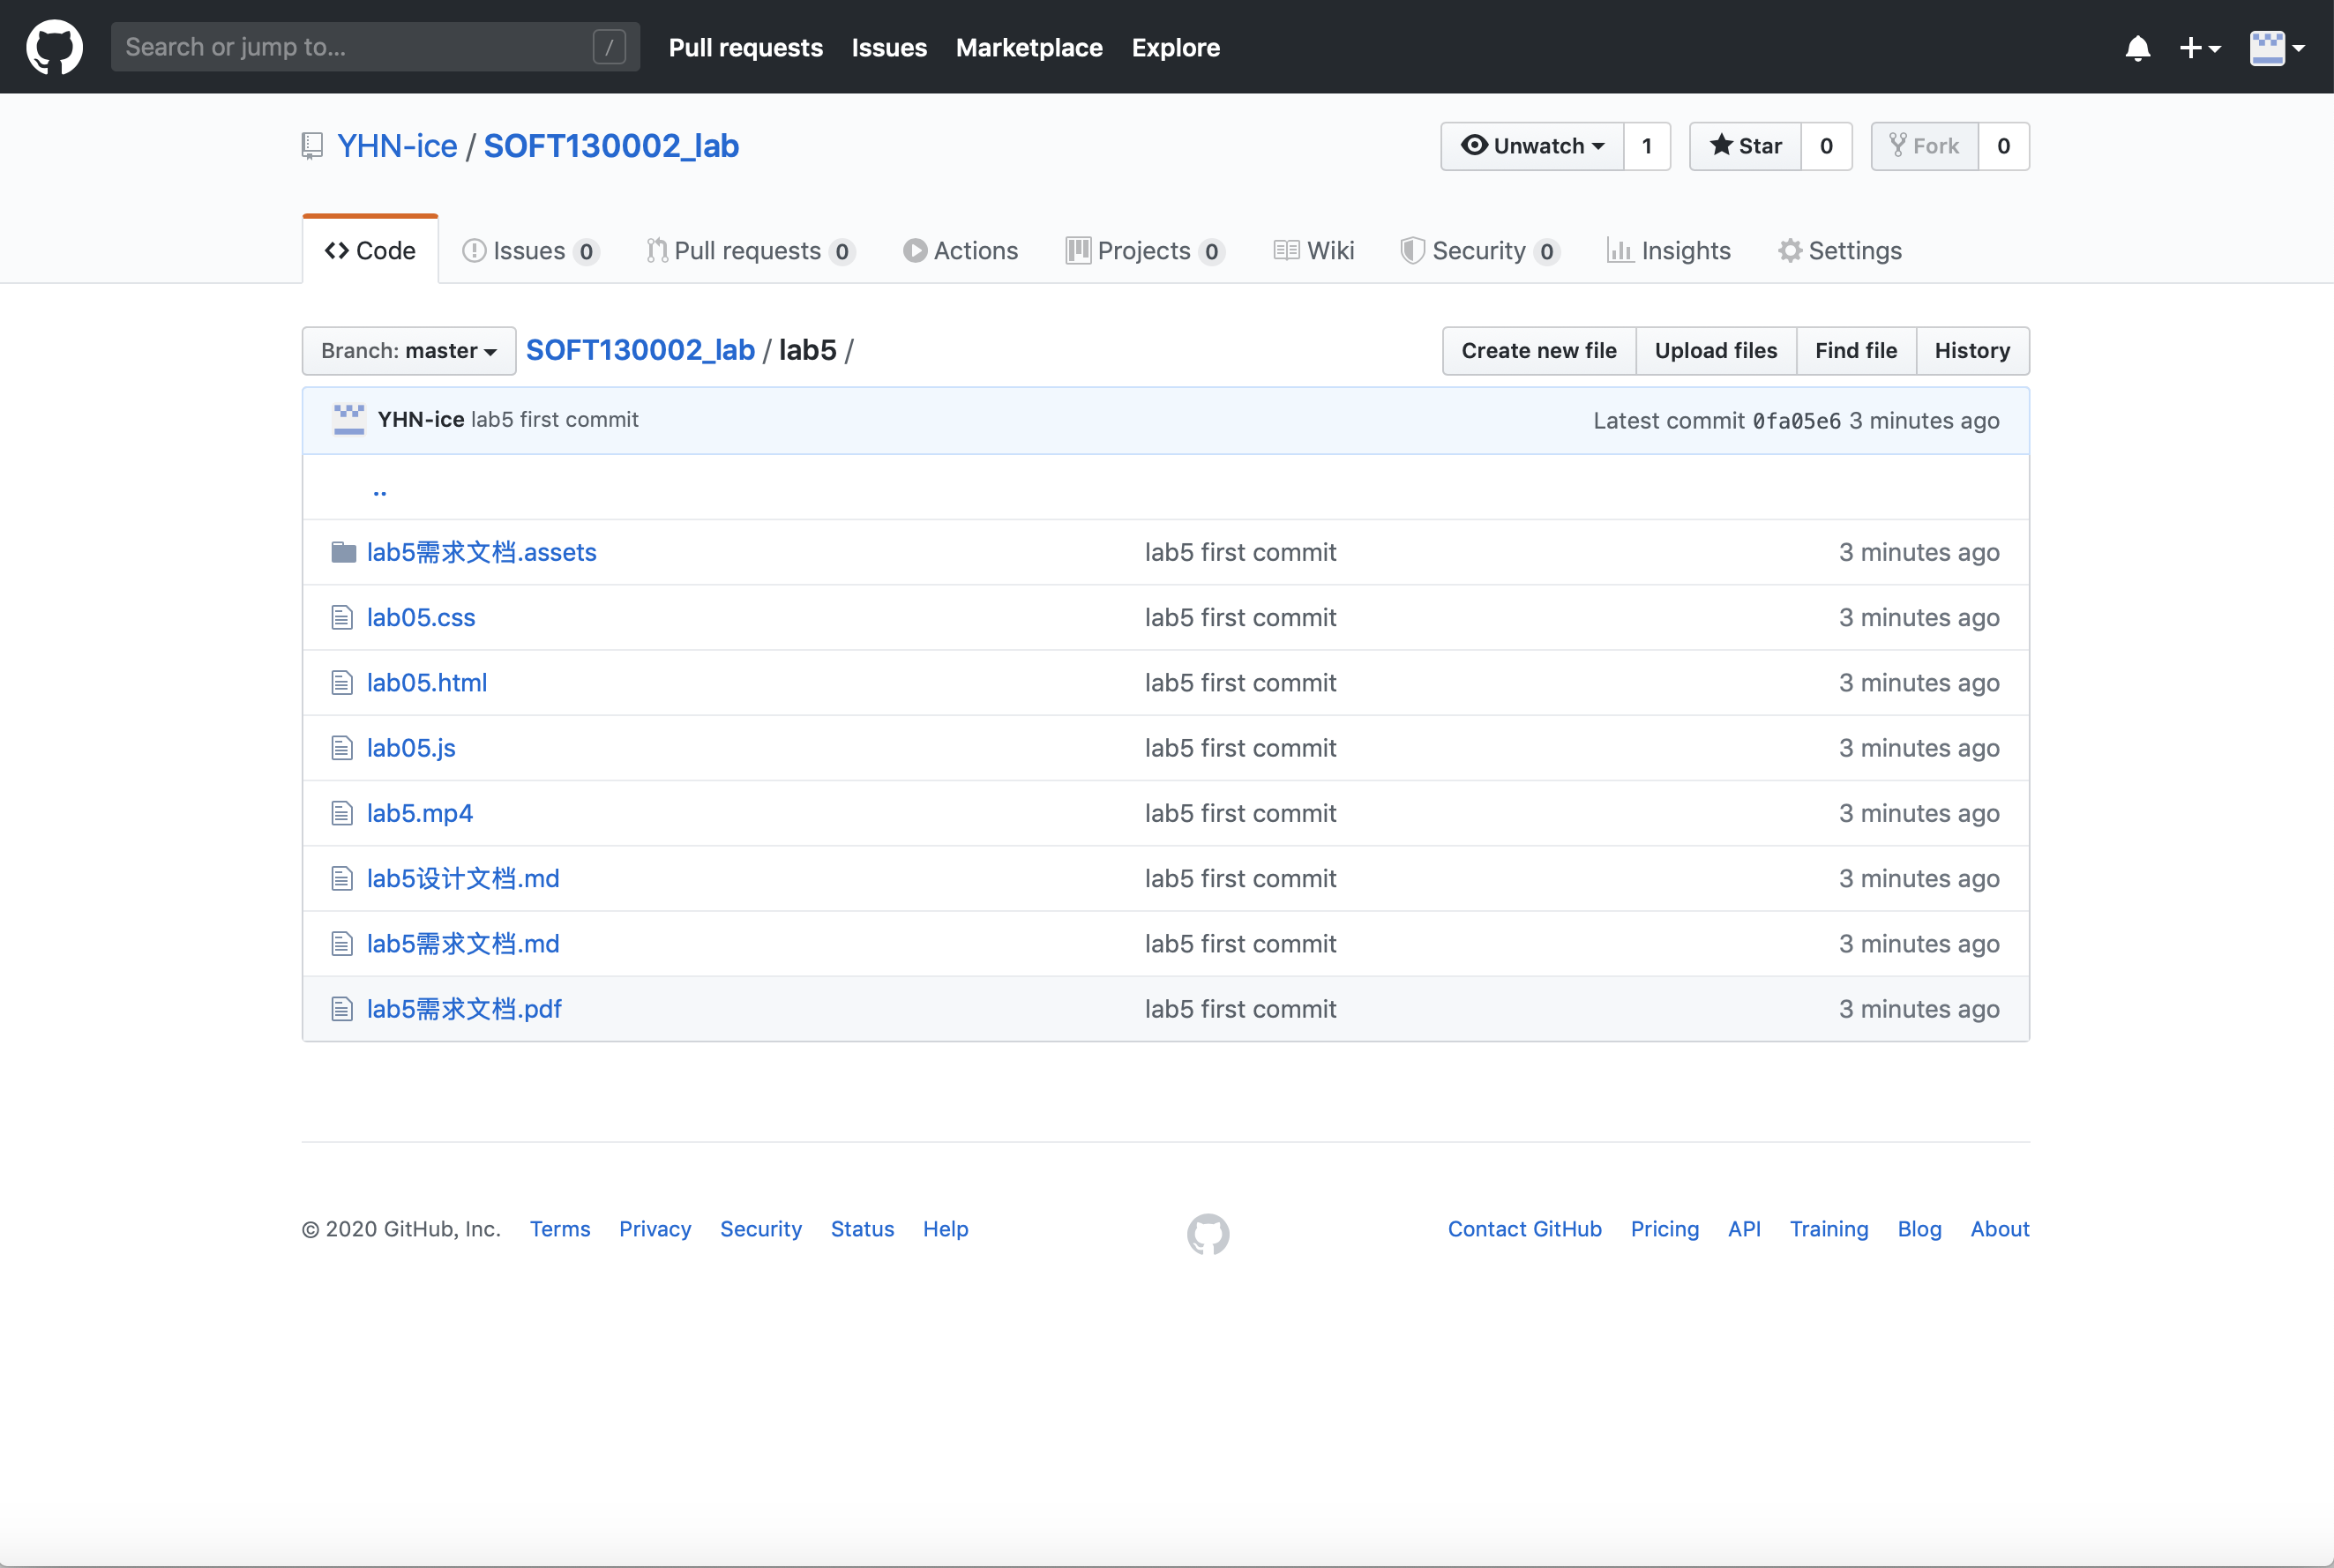 Search or jump to... / Pull requests Issues Marketplace Explore
YHN-ice / SOFT130002_lab Unwatch 1 Star 0 Fork 0
Code Issues 0 Pull requests 0 Actions Projects 0 Wiki Security 0 Insights Settings
Branch: master SOFT130002_lab / lab5 / Create new file Upload files Find file History
YHN-ice lab5 first commit Latest commit 0fa05e6 3 minutes ago
..
lab5需求文档.assets lab5 first commit 3 minutes ago
lab05.css lab5 first commit 3 minutes ago
lab05.html lab5 first commit 3 minutes ago
lab05.js lab5 first commit 3 minutes ago
lab5.mp4 lab5 first commit 3 minutes ago
lab5设计文档.md lab5 first commit 3 minutes ago
lab5需求文档.md lab5 first commit 3 minutes ago
lab5需求文档.pdf lab5 first commit 3 minutes ago
© 2020 GitHub, Inc. Terms Privacy Security Status Help Contact GitHub Pricing API Training Blog About